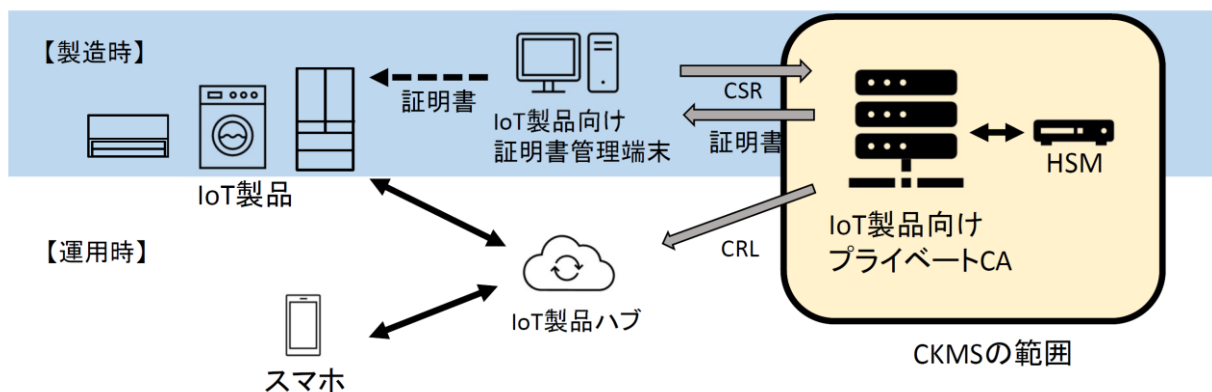 【製造時】
証明書
IoT製品向け
証明書管理端末
CSR
証明書
HSM
IoT製品
IoT製品向け
プライベートCA
【運用時】
CRL
IoT製品ハブ
スマホ
CKMSの範囲